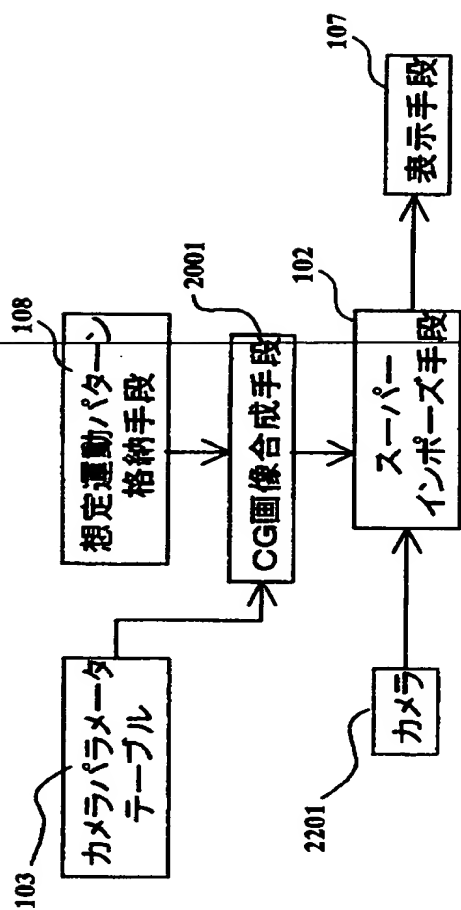 103
カメラパラメータ
テーブル
108
想定運動パターン
格納手段
2001
CG画像合成手段
2201
カメラ
102
スーパー
インポーズ手段
107
表示手段